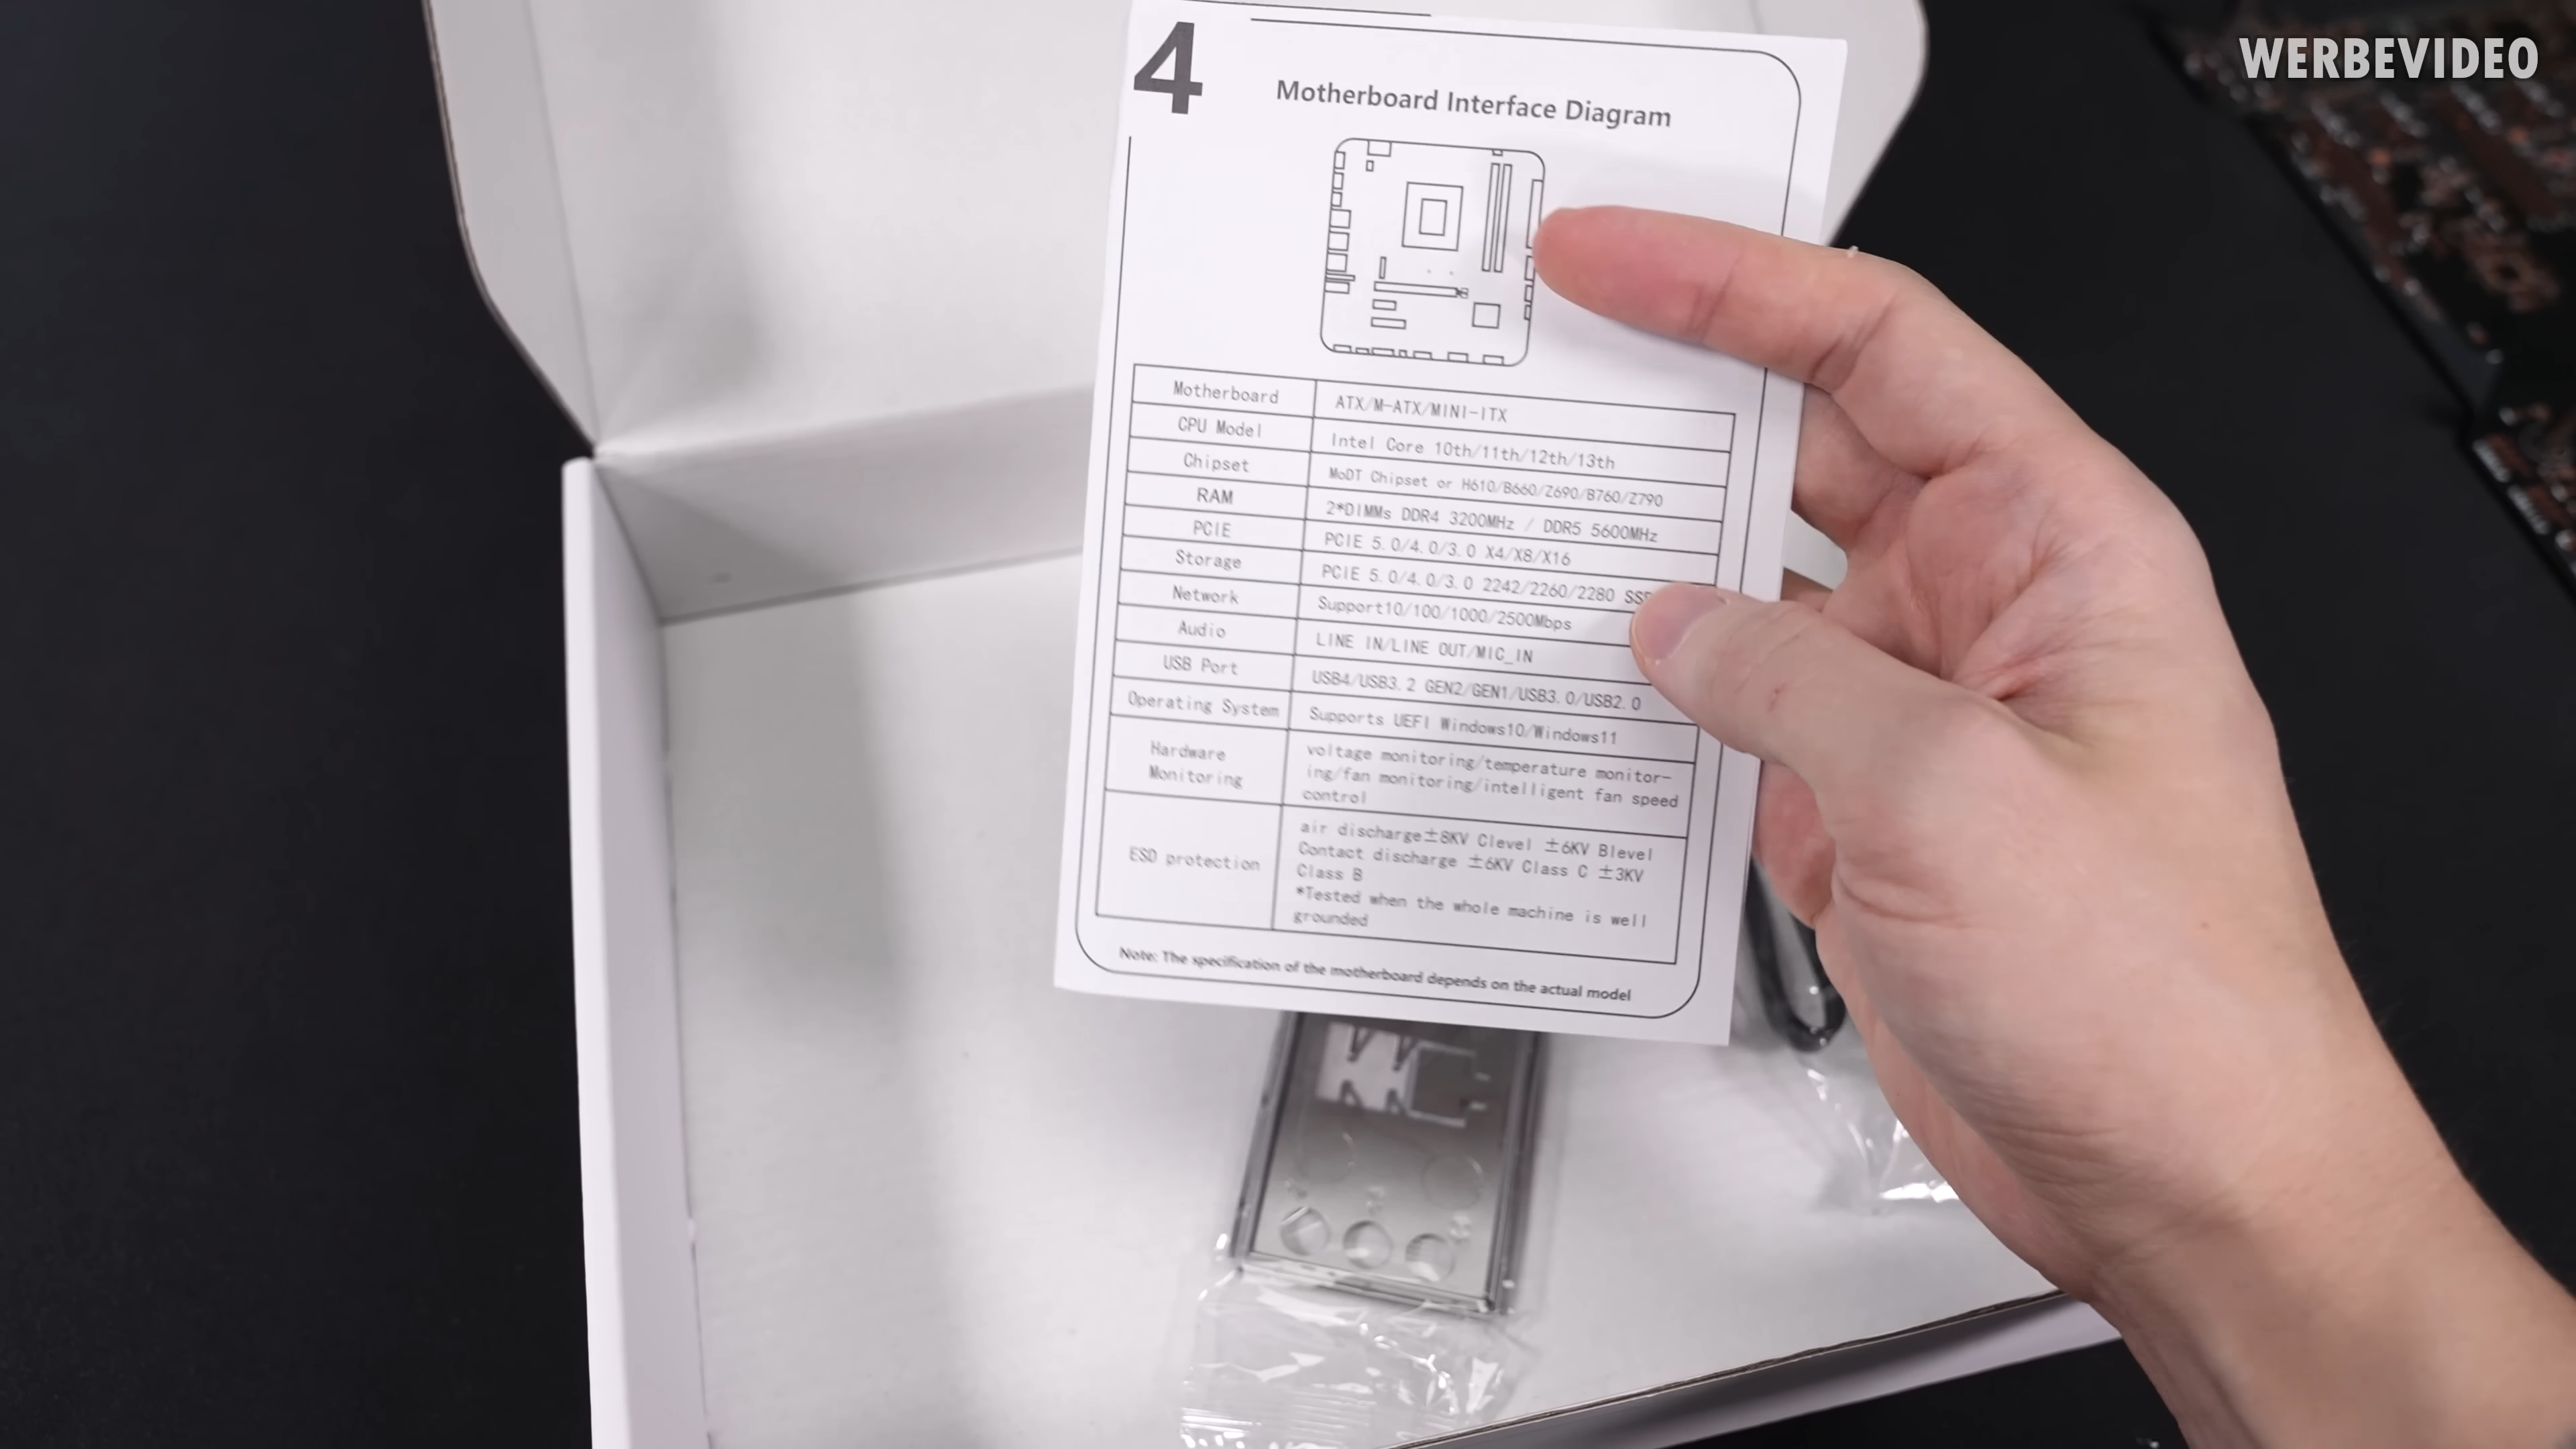 WERBEVIDEO
4
Motherboard Interface Diagram
Motherboard ATX/M-ATX/MINI-ITX
CPU Model Intel Core 10th/11th/12th/13th
Chipset MoDT Chipset or H610/B660/Z690/B760/Z790
RAM 2*DIMMs DDR4 3200MHz / DDR5 5600MHz
PCIE PCIE 5.0/4.0/3.0 X4/X8/X16
Storage PCIE 5.0/4.0/3.0 2242/2260/2280
Network Support10/100/1000/2500Mbps
Audio LINE IN/LINE OUT/MIC_IN
USB Port USB4/USB3.2 GEN2/GEN1/USB3.0/USB2.0
Operating System Supports UEFI Windows10/Windows11
Hardware
Monitoring
voltage monitoring/temperature monitor-
ing/fan monitoring/intelligent fan speed
control
ESD protection
air discharge±8KV Clevel ±6KV Blevel
Contact discharge ±6KV Class C ±3KV
Class B
*Tested when the whole machine is well
grounded
Note: The specification of the motherboard depends on the actual model